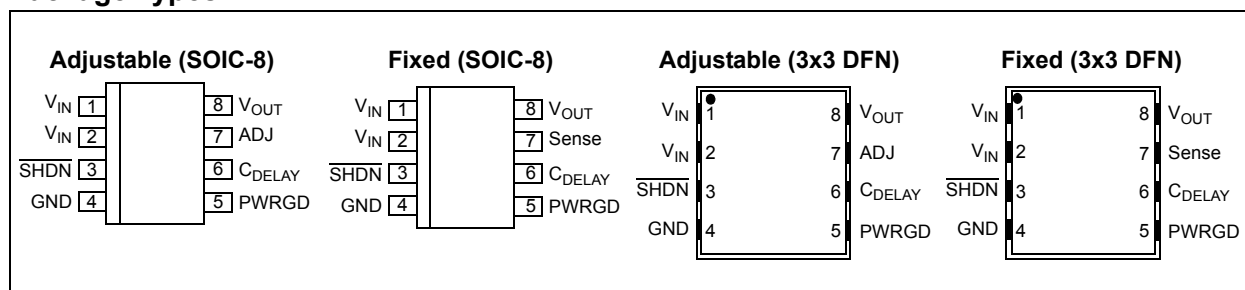 Adjustable (SOIC-8)
VIN 1
VIN 2
SHDN 3
GND 4
8 VOUT
7 ADJ
6 CDELAY
5 PWRGD
Fixed (SOIC-8)
VIN 1
VIN 2
SHDN 3
GND 4
8 VOUT
7 Sense
6 CDELAY
5 PWRGD
Adjustable (3x3 DFN)
VIN 1
VIN 2
SHDN 3
GND 4
8 VOUT
7 ADJ
6 CDELAY
5 PWRGD
Fixed (3x3 DFN)
VIN 1
VIN 2
SHDN 3
GND 4
8 VOUT
7 Sense
6 CDELAY
5 PWRGD